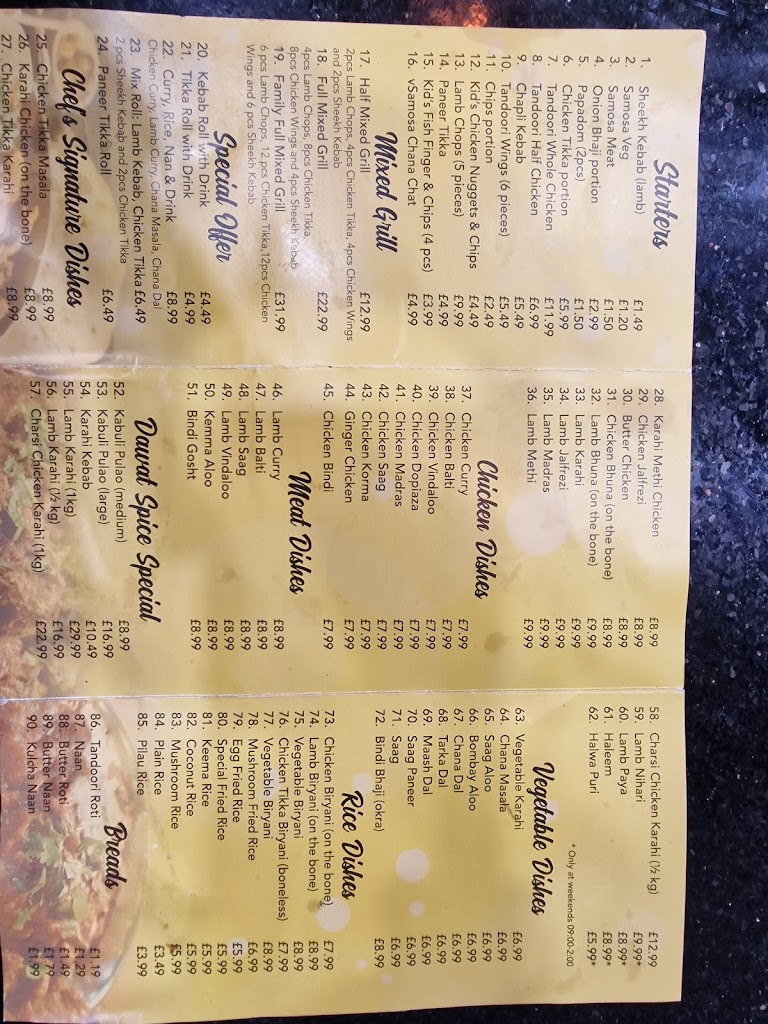 Starters
1. Sheekh Kebab (lamb) £1.49
2. Samosa Veg £1.20
3. Samosa Meat £1.50
4. Onion Bhaji portion £2.99
5. Papadom (2pcs) £1.50
6. Chicken Tikka portion £5.99
7. Tandoori Whole Chicken £11.99
8. Tandoori Half Chicken £6.99
9. Chapli Kebab £5.49
10. Tandoori Wings (6 pieces) £5.49
11. Chips portion £2.49
12. Kid's Chicken Nuggets & Chips £4.49
13. Lamb Chops (5 pieces) £9.99
14. Paneer Tikka £4.99
15. Kid's Fish Finger & Chips (4 pcs) £3.99
16. vSamosa Chana Chat £4.99
Mixed Grill
17. Half Mixed Grill £12.99
2pcs Lamb Chops, 4pcs Chicken Tikka, 4pcs Chicken Wings
and 2pcs Sheekh Kebab
18. Full Mixed Grill £22.99
4pcs Lamb Chops, 8pcs Chicken Tikka,
8pcs Chicken Wings and 4pcs Sheekh Kebab
19. Family Full Mixed Grill £31.99
6 pcs Lamb Chops, 12 pcs Chicken Tikka,12pcs Chicken
Wings and 6 pcs Sheekh Kebab
Special Offer
20. Kebab Roll with Drink £4.49
21. Tikka Roll with Drink £4.99
22. Curry, Rice, Nan & Drink £8.99
Chicken Curry, Lamb Curry, Chana Masala, Chana Dal
23. Mix Roll: Lamb Kebab, Chicken Tikka £6.49
2 pcs Sheekh Kebab and 2pcs Chicken Tikka
24. Paneer Tikka Roll £6.49
Chef's Signature Dishes
25. Chicken Tikka Masala £8.99
26. Karahi Chicken (on the bone) £8.99
27. Chicken Tikka Karahi £8.99
28. Karahi Methi Chicken £8.99
29. Chicken Jalfrezi £8.99
30. Butter Chicken £8.99
31. Chicken Bhuna (on the bone) £8.99
32. Lamb Bhuna (on the bone) £9.99
33. Lamb Karahi £9.99
34. Lamb Jalfrezi £9.99
35. Lamb Madras £9.99
36. Lamb Methi £9.99
Chicken Dishes
37. Chicken Curry £7.99
38. Chicken Balti £7.99
39. Chicken Vindaloo £7.99
40. Chicken Dopiaza £7.99
41. Chicken Madras £7.99
42. Chicken Saag £7.99
43. Chicken Korma £7.99
44. Ginger Chicken £7.99
45. Chicken Bindi £7.99
Meat Dishes
46. Lamb Curry £8.99
47. Lamb Balti £8.99
48. Lamb Saag £8.99
49. Lamb Vindaloo £8.99
50. Kemma Aloo £8.99
51. Bindi Gosht £8.99
Dawat Spice Special
52. Kabuli Pulao (medium) £8.99
53. Kabuli Pulao (large) £16.99
54. Karahi Kebab £10.49
55. Lamb Karahi (1kg) £29.99
56. Lamb Karahi (½ kg) £16.99
57. Charsi Chicken Karahi (1kg) £22.99
58. Charsi Chicken Karahi (½ kg) £12.99
59. Lamb Nihari £9.99*
60. Lamb Paya £8.99*
61. Haleem £8.99*
62. Halwa Puri £5.99*
* Only at weekends 09:00-2:00
Vegetable Dishes
63. Vegetable Karahi £6.99
64. Chana Masala £6.99
65. Saag Aloo £6.99
66. Bombay Aloo £6.99
67. Chana Dal £6.99
68. Tarka Dal £6.99
69. Maash Dal £6.99
70. Saag Paneer £6.99
71. Saag £6.99
72. Bindi Bhaji (okra) £8.99
Rice Dishes
73. Chicken Biryani (on the bone) £7.99
74. Lamb Biryani (on the bone) £8.99
75. Vegetable Biryani £8.99
76. Chicken Tikka Biryani (boneless) £7.99
77. Vegetable Biryani £8.99
78. Mushroom Fried Rice £6.99
79. Egg Fried Rice £5.99
80. Special Fried Rice £5.99
81. Keema Rice £5.99
82. Coconut Rice £5.99
83. Mushroom Rice £5.99
84. Plain Rice £3.49
85. Pilau Rice £3.99
Breads
86. Tandoori Roti £1.19
87. Naan £1.29
88. Butter Roti £1.49
89. Butter Naan £1.79
90. Kulcha Naan £1.99